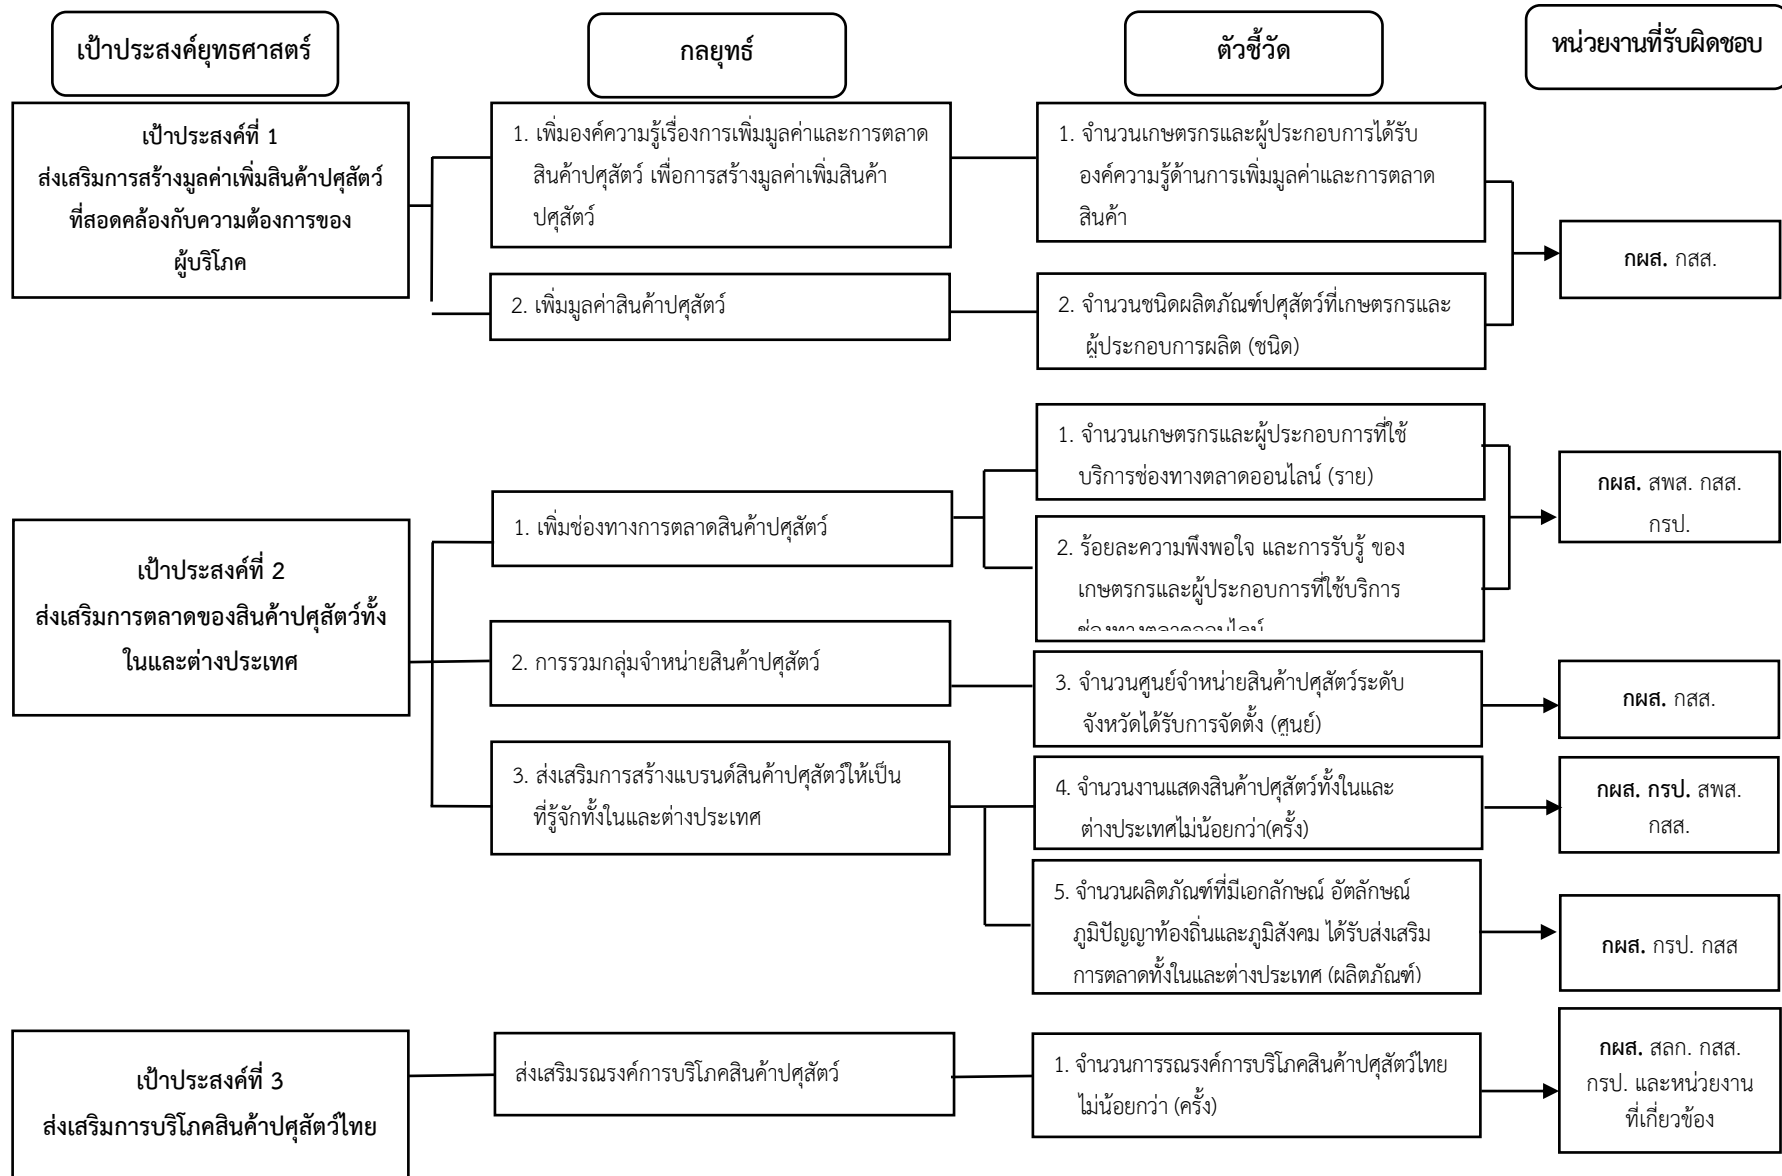 เป้าประสงค์ยุทธศาสตร์
กลยุทธ์
ตัวชี้วัด
หน่วยงานที่รับผิดชอบ
เป้าประสงค์ที่ 1
ส่งเสริมการสร้างมูลค่าเพิ่มสินค้าปศุสัตว์
ที่สอดคล้องกับความต้องการของ
ผู้บริโภค
1. เพิ่มองค์ความรู้เรื่องการเพิ่มมูลค่าและการตลาด
สินค้าปศุสัตว์ เพื่อการสร้างมูลค่าเพิ่มสินค้า
ปศุสัตว์
1. จำนวนเกษตรกรและผู้ประกอบการได้รับ
องค์ความรู้ด้านการเพิ่มมูลค่าและการตลาด
สินค้า
กผส. กสส.
2. เพิ่มมูลค่าสินค้าปศุสัตว์
2. จำนวนชนิดผลิตภัณฑ์ปศุสัตว์ที่เกษตรกรและ
ผู้ประกอบการผลิต (ชนิด)
เป้าประสงค์ที่ 2
ส่งเสริมการตลาดของสินค้าปศุสัตว์ทั้ง
ในและต่างประเทศ
1. เพิ่มช่องทางการตลาดสินค้าปศุสัตว์
1. จำนวนเกษตรกรและผู้ประกอบการที่ใช้
บริการช่องทางตลาดออนไลน์ (ราย)
2. ร้อยละความพึงพอใจ และการรับรู้ ของ
เกษตรกรและผู้ประกอบการที่ใช้บริการ
ช่องทางตลาดออนไลน์
กผส. สพส. กสส.
กรป.
2. การรวมกลุ่มจำหน่ายสินค้าปศุสัตว์
3. จำนวนศูนย์จำหน่ายสินค้าปศุสัตว์ระดับ
จังหวัดได้รับการจัดตั้ง (ศูนย์)
กผส. กสส.
3. ส่งเสริมการสร้างแบรนด์สินค้าปศุสัตว์ให้เป็น
ที่รู้จักทั้งในและต่างประเทศ
4. จำนวนงานแสดงสินค้าปศุสัตว์ทั้งในและ
ต่างประเทศไม่น้อยกว่า(ครั้ง)
กผส. กรป. สพส.
กสส.
5. จำนวนผลิตภัณฑ์ที่มีเอกลักษณ์ อัตลักษณ์
ภูมิปัญญาท้องถิ่นและภูมิสังคม ได้รับส่งเสริม
การตลาดทั้งในและต่างประเทศ (ผลิตภัณฑ์)
กผส. กรป. กสส
เป้าประสงค์ที่ 3
ส่งเสริมการบริโภคสินค้าปศุสัตว์ไทย
ส่งเสริมรณรงค์การบริโภคสินค้าปศุสัตว์
1. จำนวนการรณรงค์การบริโภคสินค้าปศุสัตว์ไทย
ไม่น้อยกว่า (ครั้ง)
กผส. สลก. กสส.
กรป. และหน่วยงาน
ที่เกี่ยวข้อง